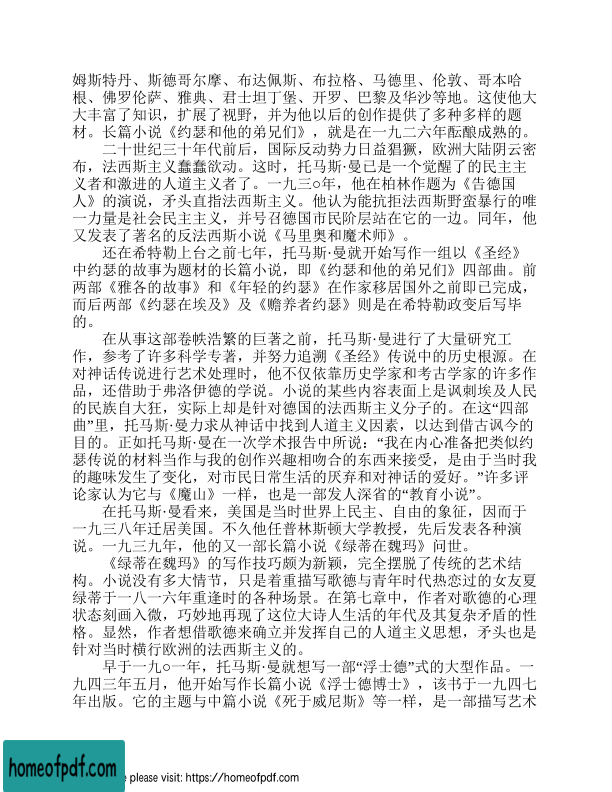 姆斯特丹、斯德哥尔摩、布达佩斯、布拉格、马德里、伦敦、哥本哈
根、佛罗伦萨、雅典、君士坦丁堡、开罗、巴黎及华沙等地。这使他大
大丰富了知识，扩展了视野，并为他以后的创作提供了多种多样的题
材。长篇小说《约瑟和他的弟兄们》，就是在一九二六年酝酿成熟的。
二十世纪三十年代前后，国际反动势力日益猖獗，欧洲大陆阴云密
布，法西斯主义蠢蠢欲动。这时，托马斯·曼已是一个觉醒了的民主主
义者和激进的人道主义者了。一九三○年，他在柏林作题为《告德国
人》的演说，矛头直指法西斯主义。他认为能抗拒法西斯野蛮暴行的唯
一力量是社会民主主义，并号召德国市民阶层站在它的一边。同年，他
又发表了著名的反法西斯小说《马里奥和魔术师》。
还在希特勒上台之前七年，托马斯·曼就开始写作一组以《圣经》
中约瑟的故事为题材的长篇小说，即《约瑟和他的弟兄们》四部曲。前
两部《雅各的故事》和《年轻的约瑟》在作家移居国外之前即已完成，
而后两部《约瑟在埃及》及《赡养者约瑟》则是在希特勒政变后写毕
的。
在从事这部卷帙浩繁的巨著之前，托马斯·曼进行了大量研究工
作，参考了许多科学专著，并努力追溯《圣经》传说中的历史根源。在
对神话传说进行艺术处理时，他不仅依靠历史学家和考古学家的许多作
品，还借助于弗洛伊德的学说。小说的某些内容表面上是讽刺埃及人民
的民族自大狂，实际上却是针对德国的法西斯主义分子的。在这“四部
曲”里，托马斯·曼力求从神话中找到人道主义因素，以达到借古讽今的
目的。正如托马斯·曼在一次学术报告中所说：“我在内心准备把类似约
瑟传说的材料当作与我的创作兴趣相吻合的东西来接受，是由于当时我
的趣味发生了变化，对市民日常生活的厌弃和对神话的爱好。”许多评
论家认为它与《魔山》一样，也是一部发人深省的“教育小说”。
在托马斯·曼看来，美国是当时世界上民主、自由的象征，因而于
一九三八年迁居美国。不久他任普林斯顿大学教授，先后发表各种演
说。一九三九年，他的又一部长篇小说《绿蒂在魏玛》问世。
《绿蒂在魏玛》的写作技巧颇为新颖，完全摆脱了传统的艺术结
构。小说没有多大情节，只是着重描写歌德与青年时代热恋过的女友夏
绿蒂于一八一六年重逢时的各种场景。在第七章中，作者对歌德的心理
状态刻画入微，巧妙地再现了这位大诗人生活的年代及其复杂矛盾的性
格。显然，作者想借歌德来确立并发挥自己的人道主义思想，矛头也是
针对当时横行欧洲的法西斯主义的。
早于一九○一年，托马斯·曼就想写一部“浮士德”式的大型作品。一
九四三年五月，他开始写作长篇小说《浮士德博士》，该书于一九四七
年出版。它的主题与中篇小说《死于威尼斯》等一样，是一部描写艺术
homeofpdf.com
e please visit: https://homeofpdf.com